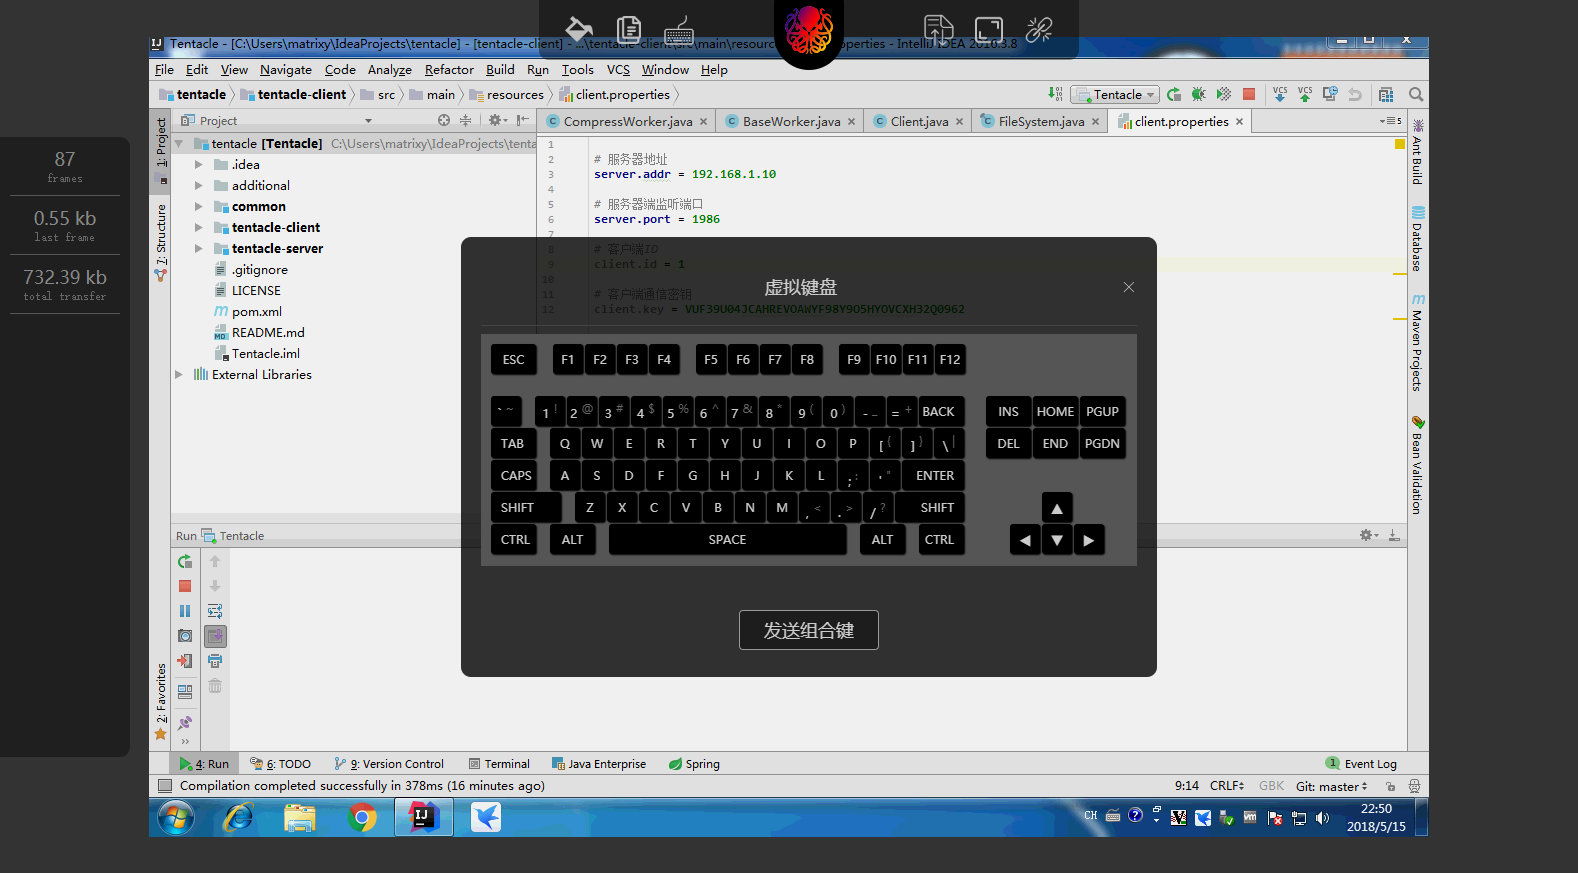 Tentacle - [C:\Users\matrixy\IdeaProjects\tentacle] - [tentacle-client] - ...\tentacle-client\src\main\resour
.properties - IntelliJ IDEA
File Edit View Navigate Code Analyze Refactor Build Run Tools VCS Window Help
tentacle tentacle-client src main resources client.properties
Tentacle
VCS VCS
87
frames
0.55 kb
last frame
732.39 kb
total transfer
1: Project
7: Structure
2: Favorites
Project
tentacle [Tentacle] C:\Users\matrixy\IdeaProjects\tenta
.idea
additional
common
tentacle-client
tentacle-server
.gitignore
LICENSE
pom.xml
README.md
Tentacle.iml
External Libraries
CompressWorker.java BaseWorker.java Client.java FileSystem.java client.properties
5
1
2 # 服务器地址
3 server.addr = 192.168.1.10
4
5 # 服务器端监听端口
6 server.port = 1986
7
8 # 客户端ID
9 client.id = 1
10
11 # 客户端通信密钥
12 client.key = VUF39U04JCAHREVOAWYF98Y9O5HYOVCXH32Q0962
Ant Build
Database
Maven Projects
Bean Validation
虚拟键盘
ESC F1 F2 F3 F4 F5 F6 F7 F8 F9 F10 F11 F12
` ~ 1 ! 2 @ 3 # 4 $ 5 % 6 ^ 7 & 8 * 9 ( 0 ) - _ = + BACK INS HOME PGUP
TAB Q W E R T Y U I O P [ { ] } \ | DEL END PGDN
CAPS A S D F G H J K L ; : ' " ENTER
SHIFT Z X C V B N M , < . > / ? SHIFT ▲
CTRL ALT SPACE ALT CTRL ◀ ▼ ▶
发送组合键
Run Tentacle
4: Run 6: TODO 9: Version Control Terminal Java Enterprise Spring 1 Event Log
Compilation completed successfully in 378ms (16 minutes ago) 9:14 CRLF GBK Git: master
CH 22:50
2018/5/15